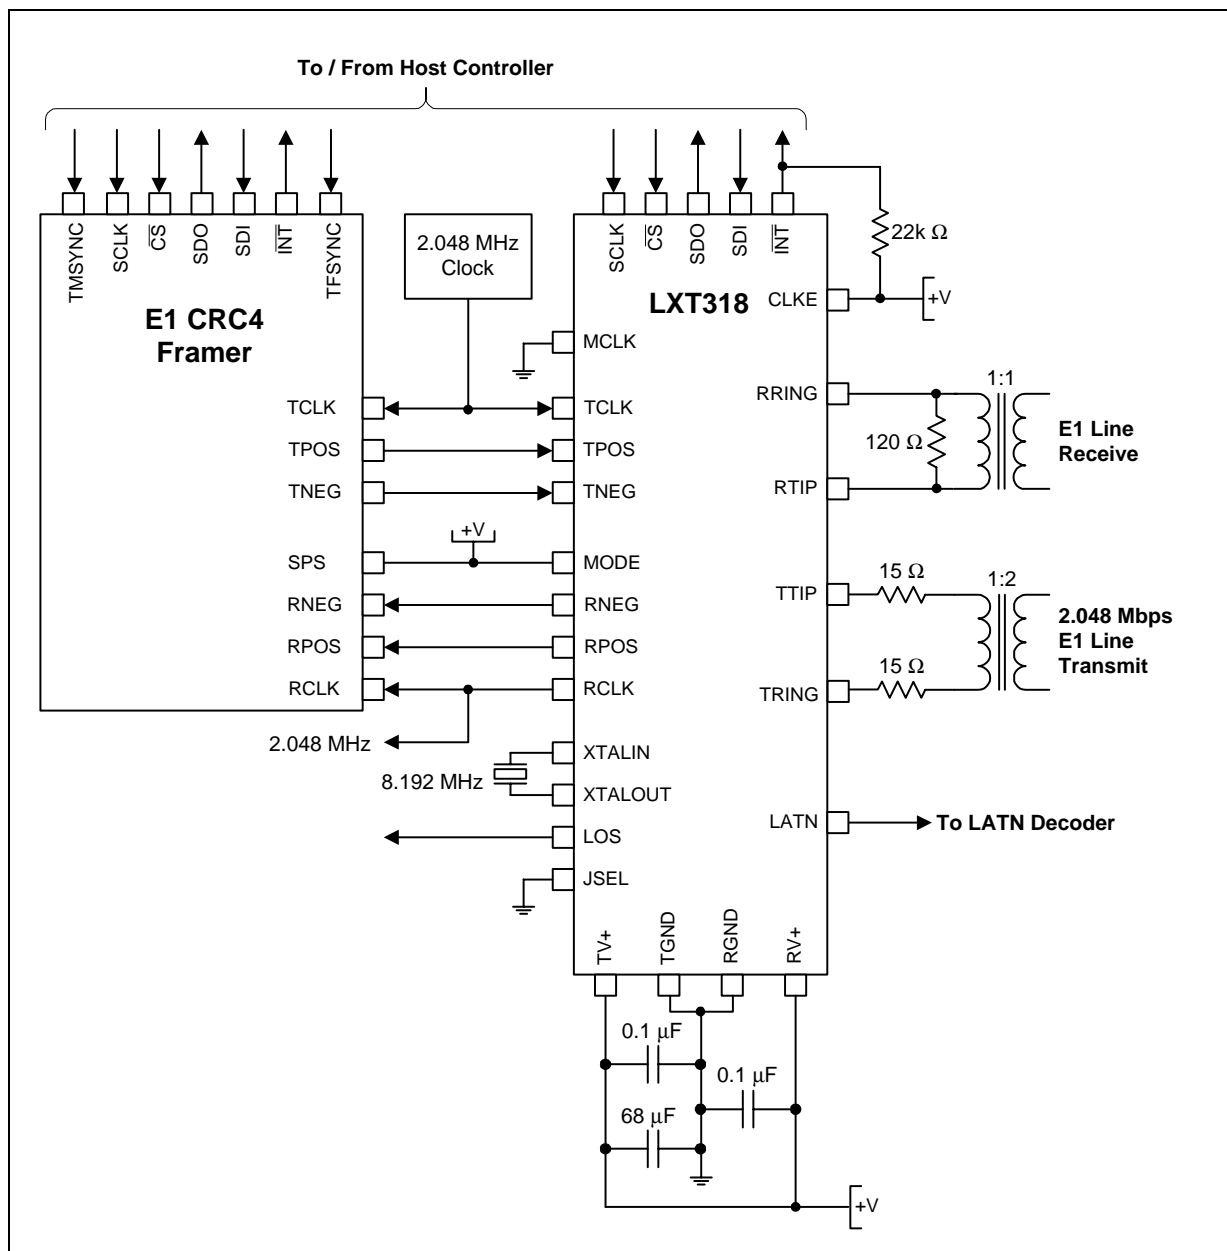 To / From Host Controller
TMSYNC
SCLK
CS
SDO
SDI
INT
TFSYNC
E1 CRC4
Framer
2.048 MHz
Clock
SCLK
CS
SDO
SDI
INT
22k Ω
LXT318
CLKE
+V
MCLK
TCLK
TCLK
RRING
1:1
TPOS
TPOS
120 Ω
E1 Line
Receive
TNEG
TNEG
RTIP
+V
SPS
MODE
15 Ω
1:2
TTIP
RNEG
RNEG
2.048 Mbps
E1 Line
Transmit
RPOS
RPOS
15 Ω
RCLK
RCLK
TRING
2.048 MHz
XTALIN
8.192 MHz
XTALOUT
LATN
To LATN Decoder
LOS
JSEL
TV+
TGND
RGND
RV+
0.1 μF
0.1 μF
68 μF
+V